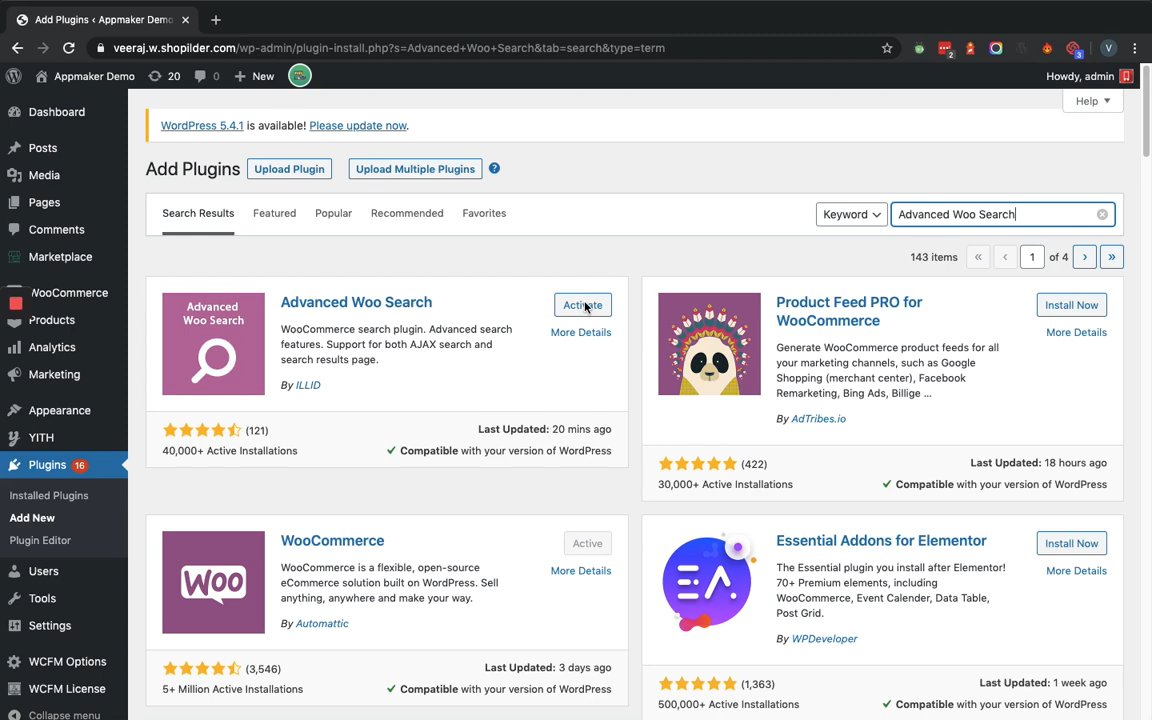 Add Plugins ‹ Appmaker Demo
veeraj.w.shopilder.com/wp-admin/plugin-install.php?s=Advanced+Woo+Search&tab=search&type=term
2
3
V
Appmaker Demo 20 0 + New
Howdy, admin
Dashboard
Posts
Media
Pages
Comments
Marketplace
WooCommerce
Products
Analytics
Marketing
Appearance
YITH
Plugins 16
Installed Plugins
Add New
Plugin Editor
Users
Tools
Settings
WCFM Options
WCFM License
Collapse menu
Help ▼
WordPress 5.4.1 is available! Please update now.
Add Plugins Upload Plugin Upload Multiple Plugins ?
Search Results Featured Popular Recommended Favorites Keyword Advanced Woo Search
143 items « ‹ 1 of 4 › »
Advanced
Woo Search
Advanced Woo Search
Activate
More Details
WooCommerce search plugin. Advanced search
features. Support for both AJAX search and
search results page.
By ILLID
(121)
Last Updated: 20 mins ago
40,000+ Active Installations
✓ Compatible with your version of WordPress
Product Feed PRO for
WooCommerce
Install Now
More Details
Generate WooCommerce product feeds for all
your marketing channels, such as Google
Shopping (merchant center), Facebook
Remarketing, Bing Ads, Billige ...
By AdTribes.io
(422)
Last Updated: 18 hours ago
30,000+ Active Installations
✓ Compatible with your version of WordPress
Woo
WooCommerce
Active
More Details
WooCommerce is a flexible, open-source
eCommerce solution built on WordPress. Sell
anything, anywhere and make your way.
By Automattic
(3,546)
Last Updated: 3 days ago
5+ Million Active Installations
✓ Compatible with your version of WordPress
EA
Essential Addons for Elementor
Install Now
More Details
The Essential plugin you install after Elementor!
70+ Premium elements, including
WooCommerce, Event Calender, Data Table,
Post Grid.
By WPDeveloper
(1,363)
Last Updated: 1 week ago
500,000+ Active Installations
✓ Compatible with your version of WordPress